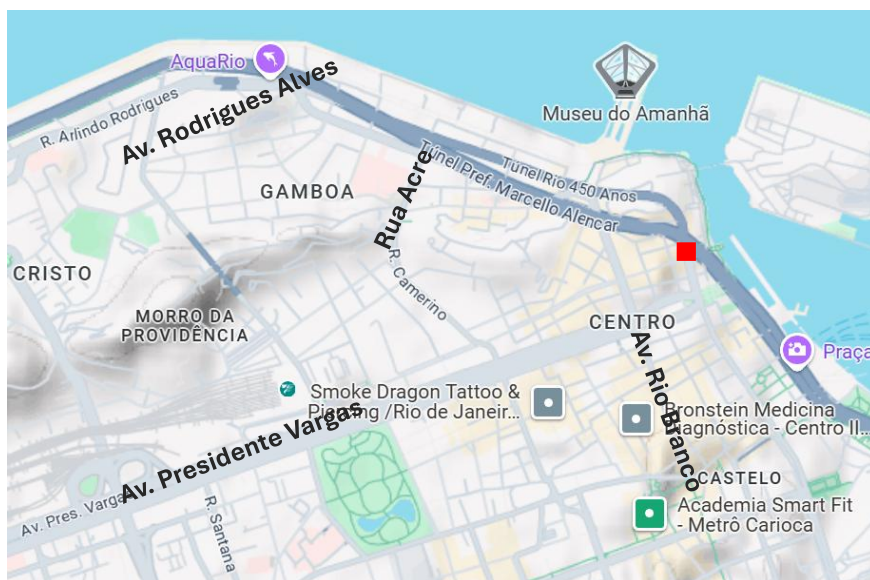 AquaRio
Av. Rodrigues Alves
R. Arlindo Rodrigues
Museu do Amanhã
Túnel Rio 450 Anos
Túnel Pref. Marcello Alencar
GAMBOA
Rua Acre
R. Camerino
CRISTO
MORRO DA
PROVIDÊNCIA
CENTRO
Av. Rio Branco
Praça
Smoke Dragon Tattoo &
Piercing /Rio de Janeir...
Bronstein Medicina
Diagnóstica - Centro II...
Av. Presidente Vargas
Av. Pres. Vargas
R. Santana
CASTELO
Academia Smart Fit
- Metrô Carioca